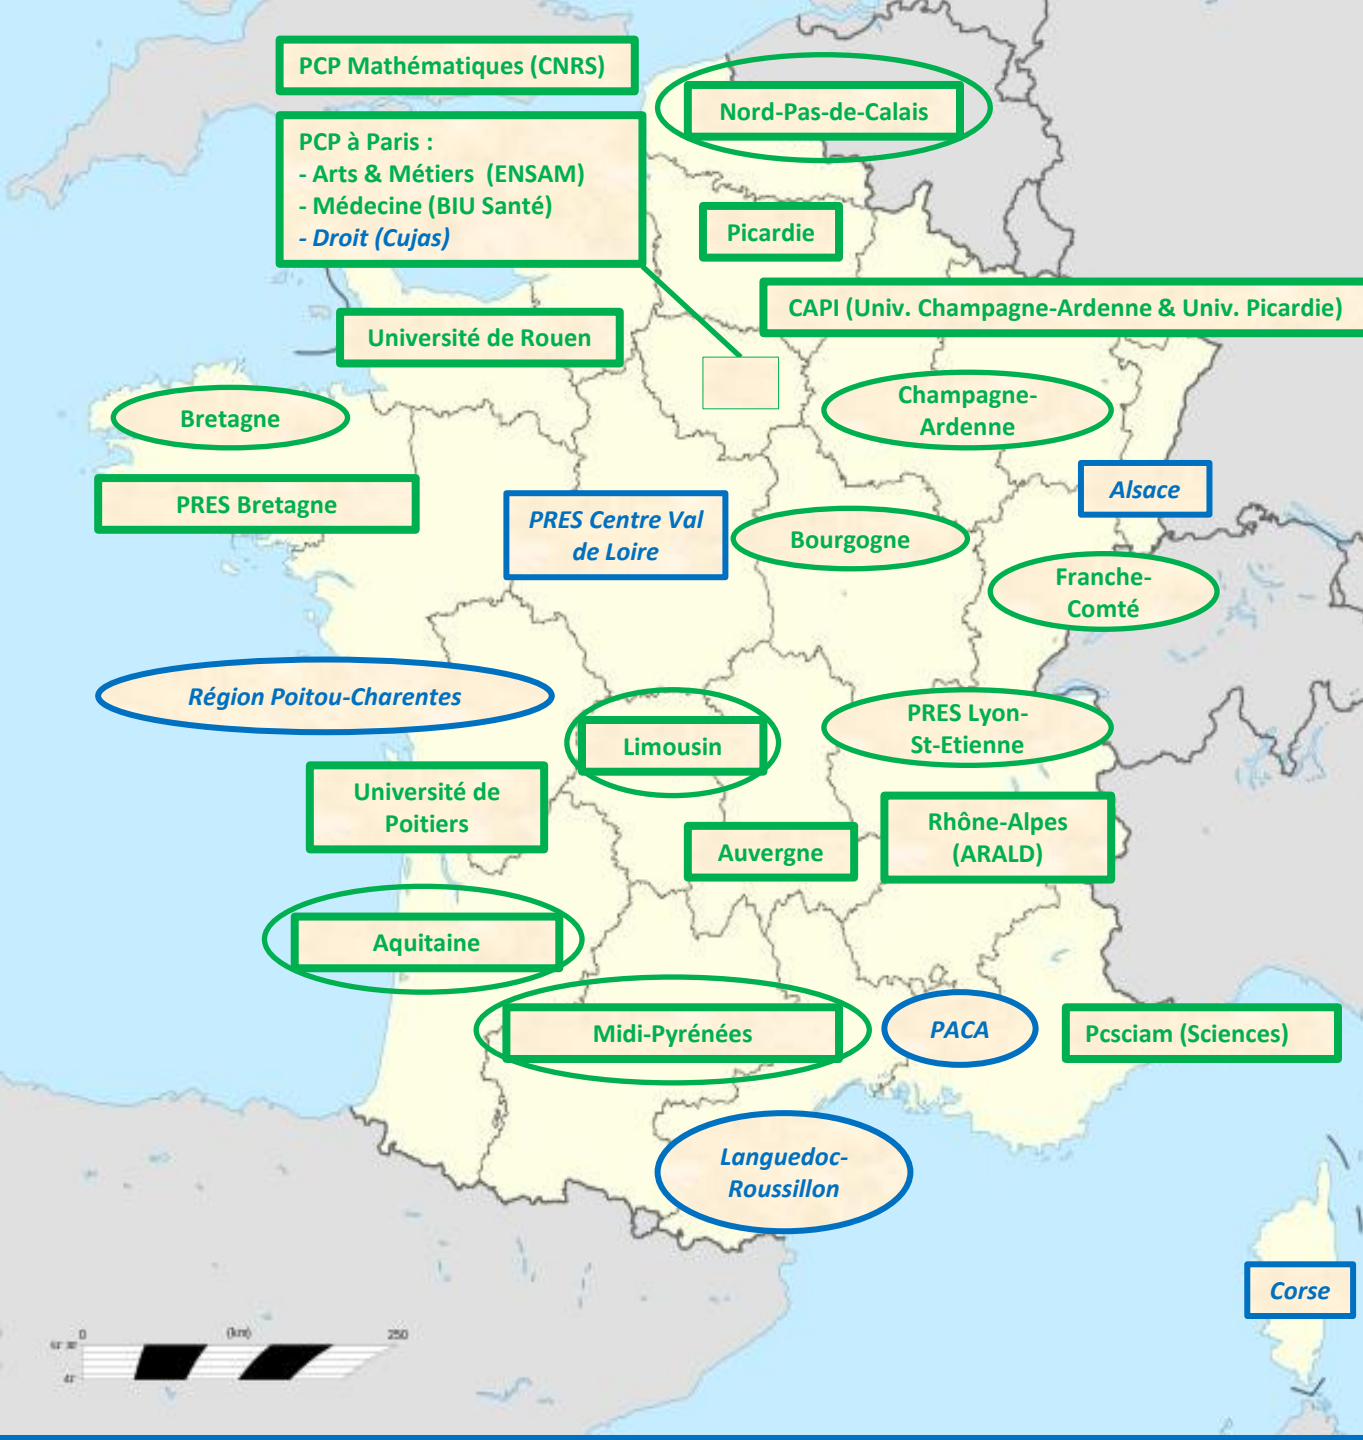 PCP Mathématiques (CNRS)
Nord-Pas-de-Calais
PCP à Paris :
- Arts & Métiers (ENSAM)
- Médecine (BIU Santé)
- Droit (Cujas)
Picardie
CAPI (Univ. Champagne-Ardenne & Univ. Picardie)
Université de Rouen
Bretagne
Champagne-
Ardenne
PRES Bretagne
Alsace
PRES Centre Val
de Loire
Bourgogne
Franche-
Comté
Région Poitou-Charentes
Limousin
PRES Lyon-
St-Etienne
Université de
Poitiers
Auvergne
Rhône-Alpes
(ARALD)
Aquitaine
Midi-Pyrénées
PACA
Pcsciam (Sciences)
Languedoc-
Roussillon
Corse
0 (km) 250